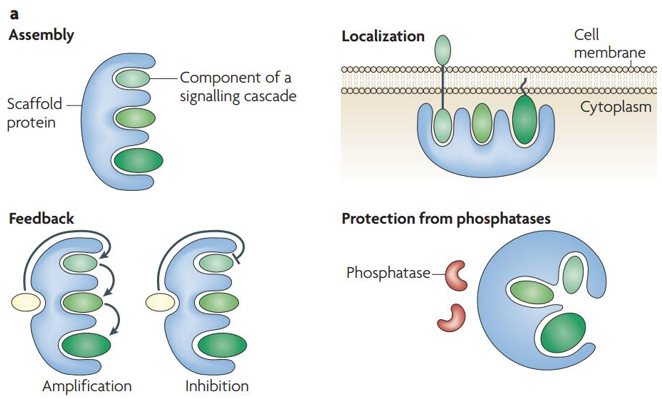 a
Assembly
Scaffold
protein
Component of a
signalling cascade
Localization
Cell
membrane
Cytoplasm
Feedback
Amplification
Inhibition
Protection from phosphatases
Phosphatase